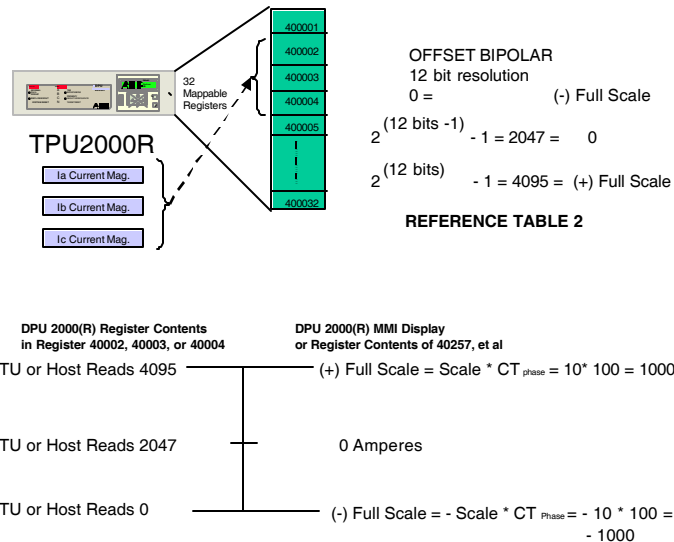 400001
400002
400003
400004
400005
400032
32
Mappable
Registers
TPU2000R
Ia Current Mag.
Ib Current Mag.
Ic Current Mag.
OFFSET BIPOLAR
12 bit resolution
0 = (-) Full Scale
2 (12 bits -1) - 1 = 2047 = 0
2 (12 bits) - 1 = 4095 = (+) Full Scale
REFERENCE TABLE 2
DPU 2000(R) Register Contents
in Register 40002, 40003, or 40004
DPU 2000(R) MMI Display
or Register Contents of 40257, et al
TU or Host Reads 4095
(+) Full Scale = Scale * CT phase = 10* 100 = 1000
TU or Host Reads 2047
0 Amperes
TU or Host Reads 0
(-) Full Scale = - Scale * CT Phase = - 10 * 100 =
- 1000